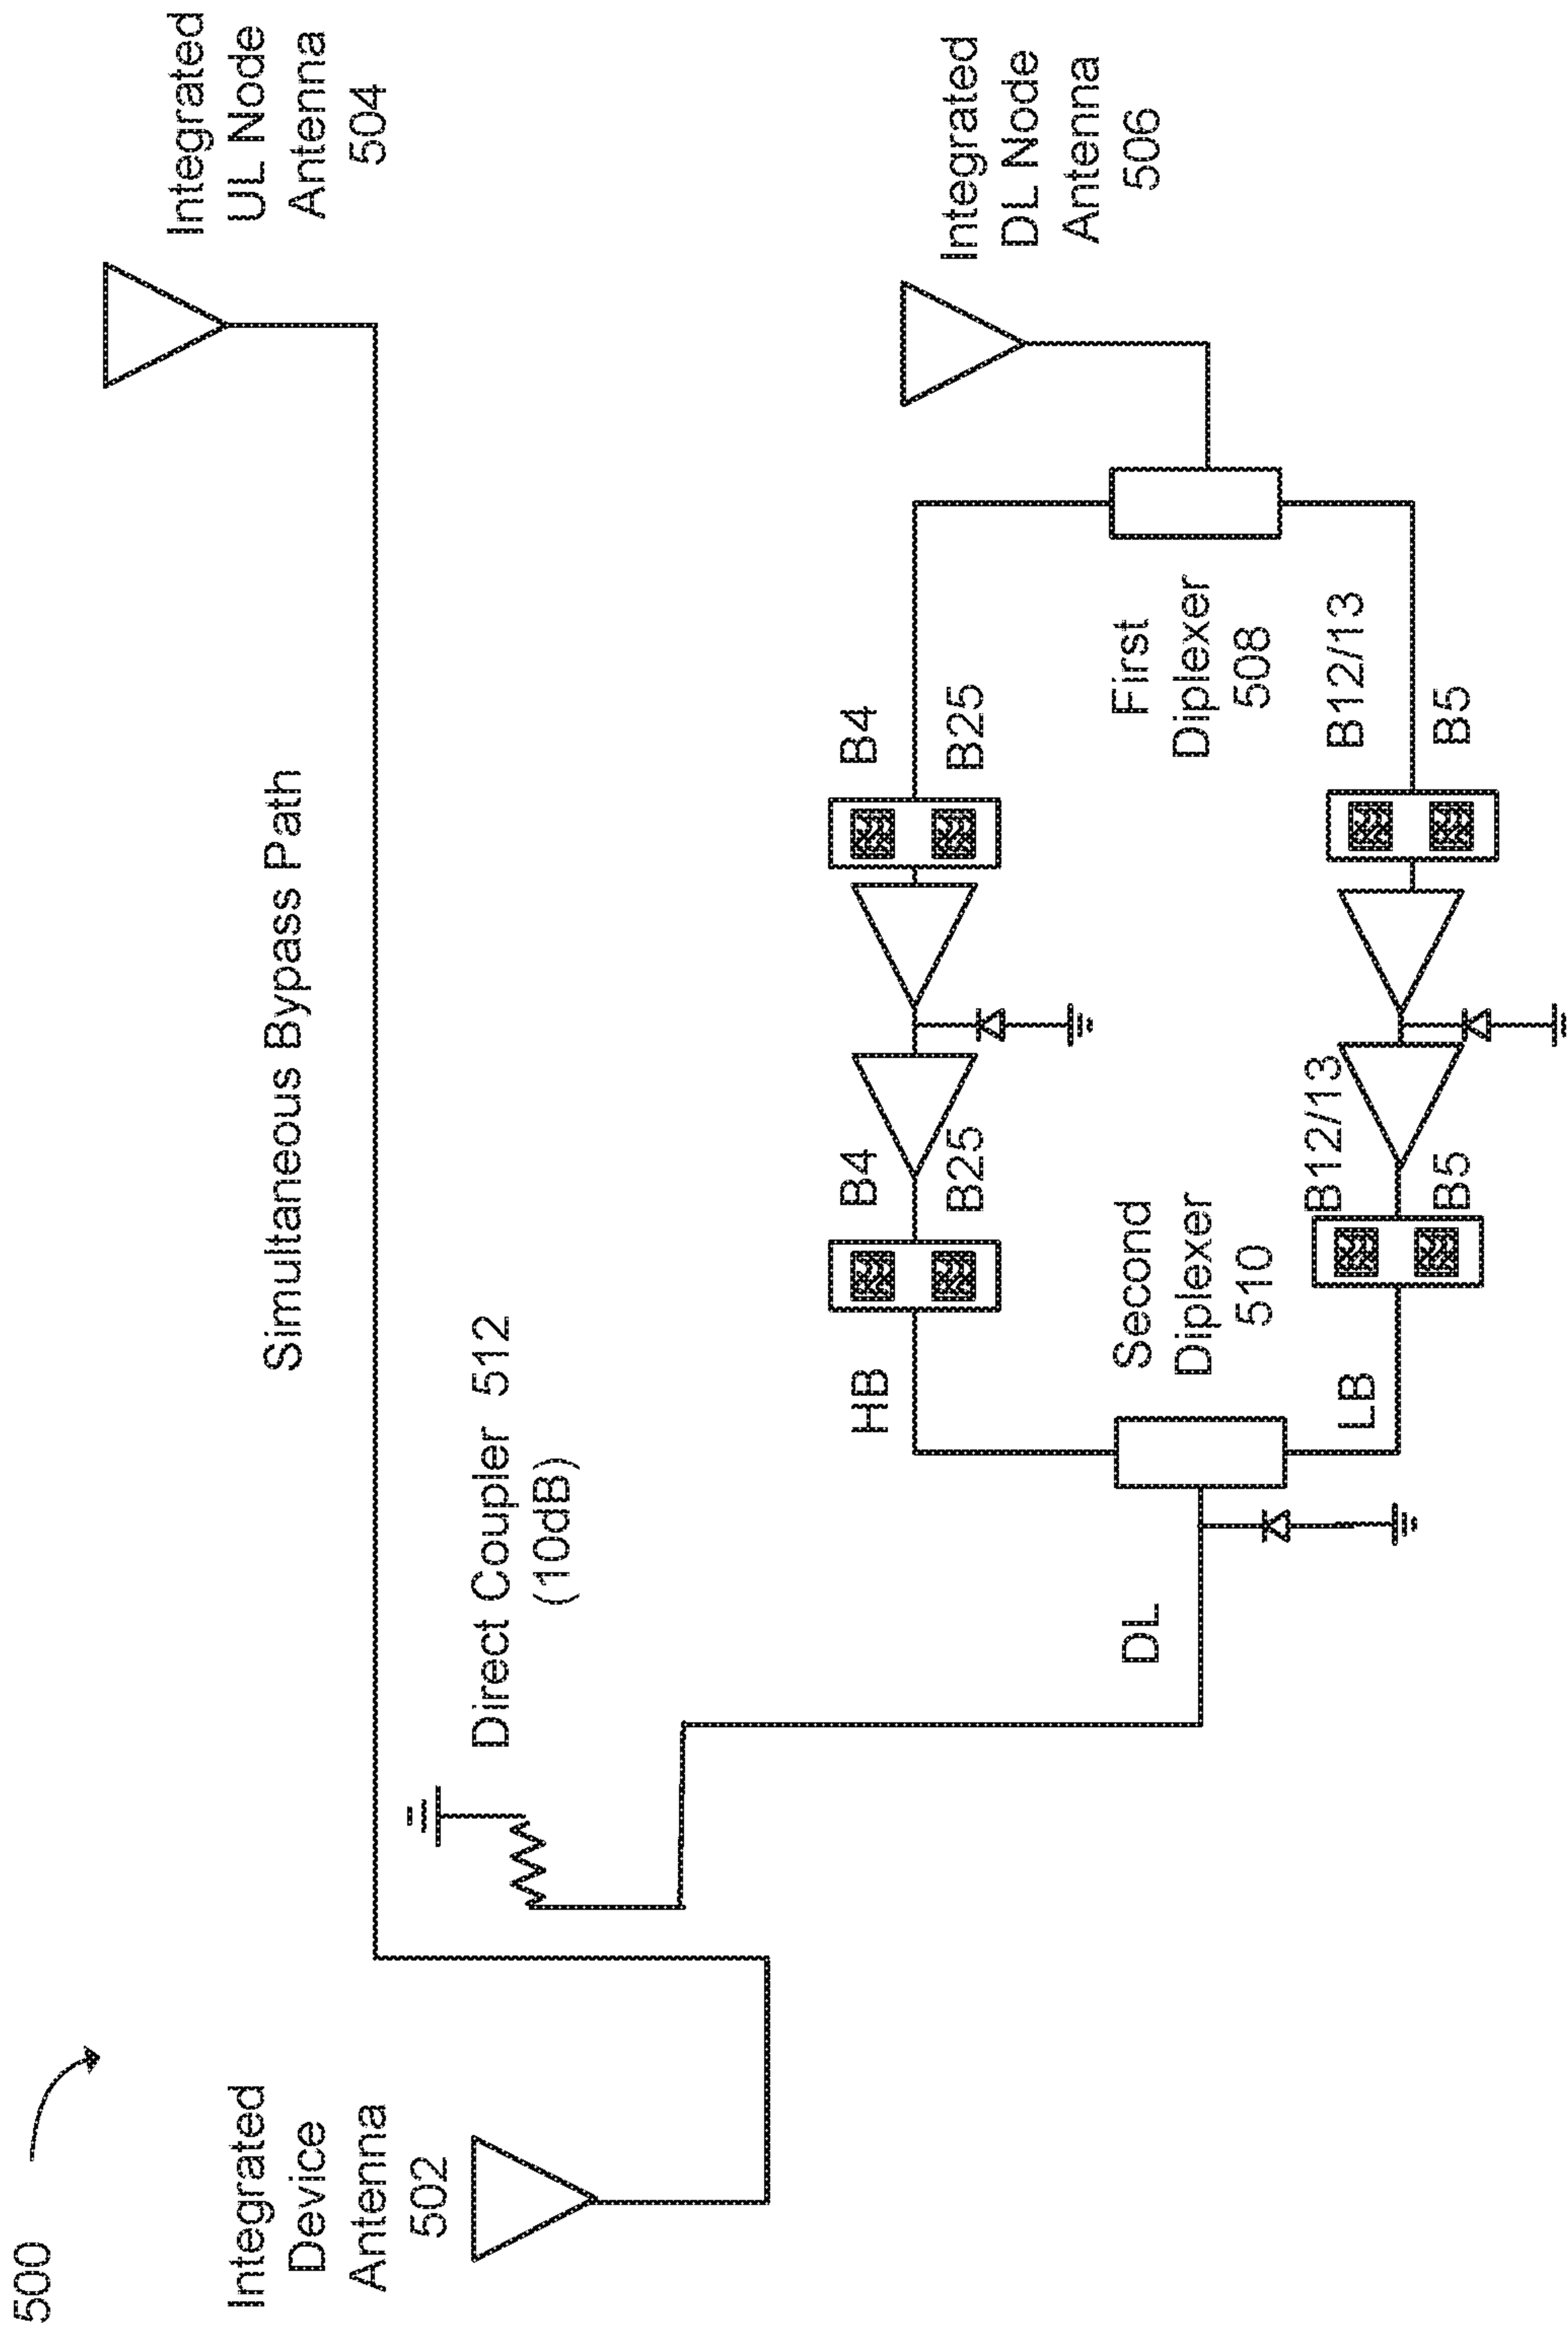 500
Integrated
Device
Antenna
502
Simultaneous Bypass Path
Integrated
UL Node
Antenna
504
Direct Coupler 512
(10dB)
DL
HB
LB
Second
Diplexer
510
B4
B25
B12/13
B5
B4
B25
B12/13
B5
First
Diplexer
508
Integrated
DL Node
Antenna
506